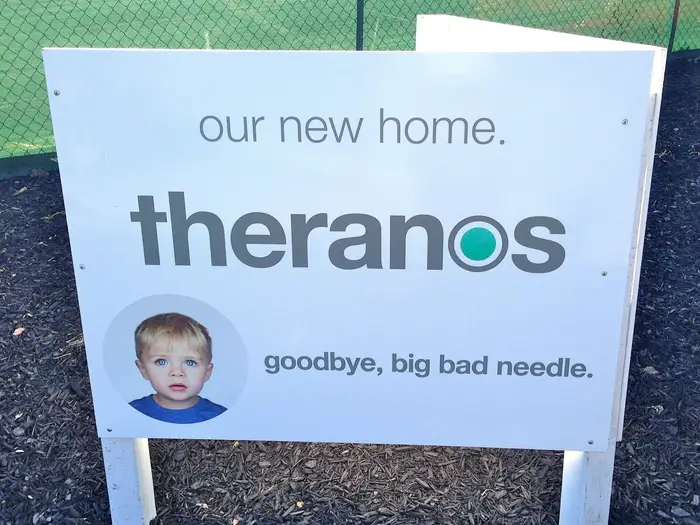 our new home.
theranos
goodbye, big bad needle.